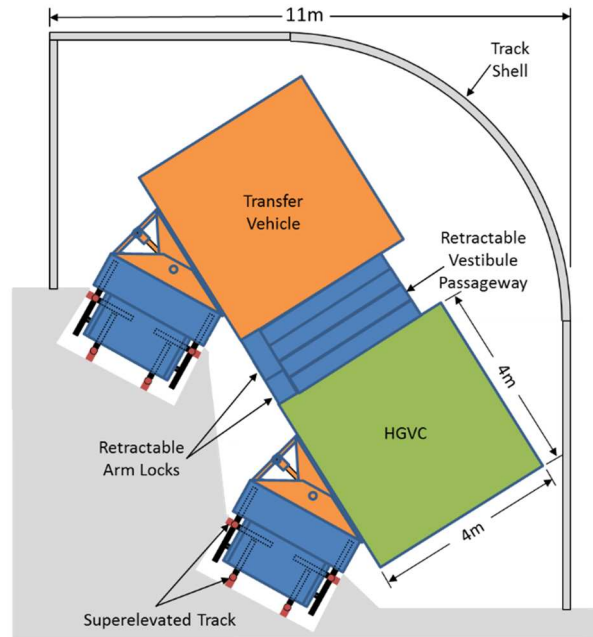 11m
Track
Shell
Transfer
Vehicle
Retractable
Vestibule
Passageway
4m
HGVC
Retractable
Arm Locks
4m
Superelevated Track